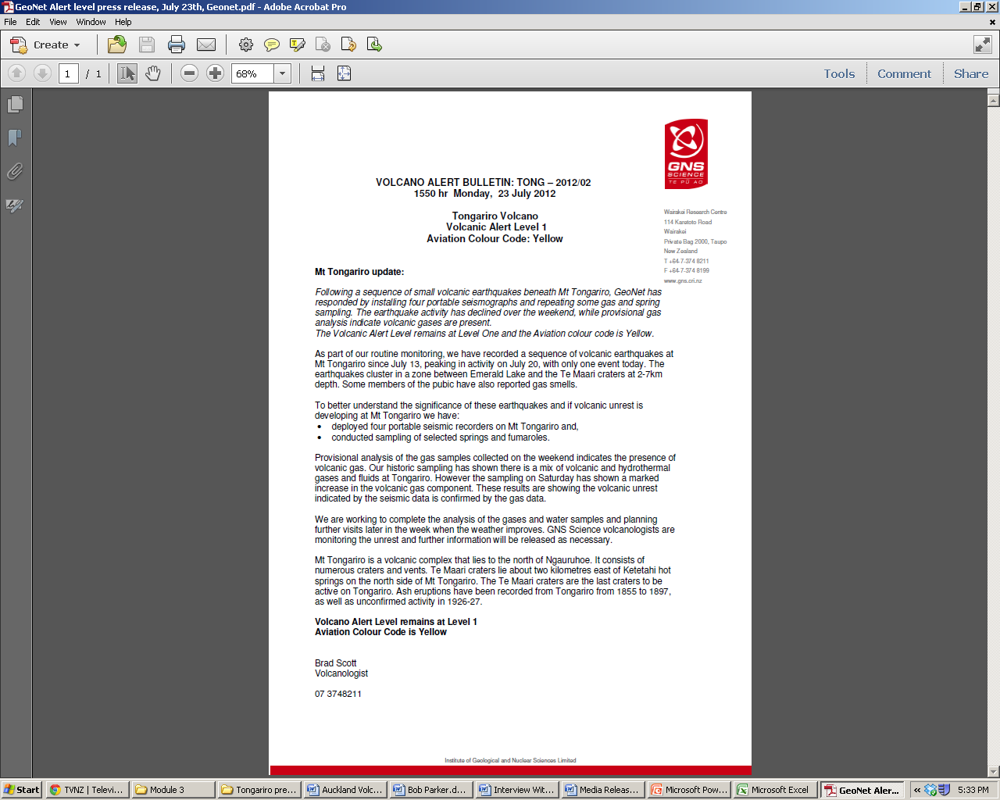 GeoNet Alert level press release, July 23th, Geonet.pdf - Adobe Acrobat Pro
File Edit View Window Help
Create
1 / 1 68% Tools Comment Share
GNS
SCIENCE
TE PŪ AO
VOLCANO ALERT BULLETIN: TONG – 2012/02
1550 hr Monday, 23 July 2012
Tongariro Volcano
Volcanic Alert Level 1
Aviation Colour Code: Yellow
Wairakei Research Centre
114 Karetoto Road
Wairakei
Private Bag 2000, Taupo
New Zealand
T +64-7-374 8211
F +64-7-374 8199
www.gns.cri.nz
Mt Tongariro update:
Following a sequence of small volcanic earthquakes beneath Mt Tongariro, GeoNet has
responded by installing four portable seismographs and repeating some gas and spring
sampling. The earthquake activity has declined over the weekend, while provisional gas
analysis indicate volcanic gases are present.
The Volcanic Alert Level remains at Level One and the Aviation colour code is Yellow.
As part of our routine monitoring, we have recorded a sequence of volcanic earthquakes at
Mt Tongariro since July 13, peaking in activity on July 20, with only one event today. The
earthquakes cluster in a zone between Emerald Lake and the Te Maari craters at 2-7km
depth. Some members of the pubic have also reported gas smells.
To better understand the significance of these earthquakes and if volcanic unrest is
developing at Mt Tongariro we have:
• deployed four portable seismic recorders on Mt Tongariro and,
• conducted sampling of selected springs and fumaroles.
Provisional analysis of the gas samples collected on the weekend indicates the presence of
volcanic gas. Our historic sampling has shown there is a mix of volcanic and hydrothermal
gases and fluids at Tongariro. However the sampling on Saturday has shown a marked
increase in the volcanic gas component. These results are showing the volcanic unrest
indicated by the seismic data is confirmed by the gas data.
We are working to complete the analysis of the gases and water samples and planning
further visits later in the week when the weather improves. GNS Science volcanologists are
monitoring the unrest and further information will be released as necessary.
Mt Tongariro is a volcanic complex that lies to the north of Ngauruhoe. It consists of
numerous craters and vents. Te Maari craters lie about two kilometres east of Ketetahi hot
springs on the north side of Mt Tongariro. The Te Maari craters are the last craters to be
active on Tongariro. Ash eruptions have been recorded from Tongariro from 1855 to 1897,
as well as unconfirmed activity in 1926-27.
Volcano Alert Level remains at Level 1
Aviation Colour Code is Yellow
Brad Scott
Volcanologist
07 3748211
Institute of Geological and Nuclear Sciences Limited
Start TVNZ | Televi... Module 3 Tongariro pre... Auckland Volc... Bob Parker.d... Interview Wit... Media Releas... Microsoft Pow... Microsoft Excel GeoNet Aler... « 5:33 PM